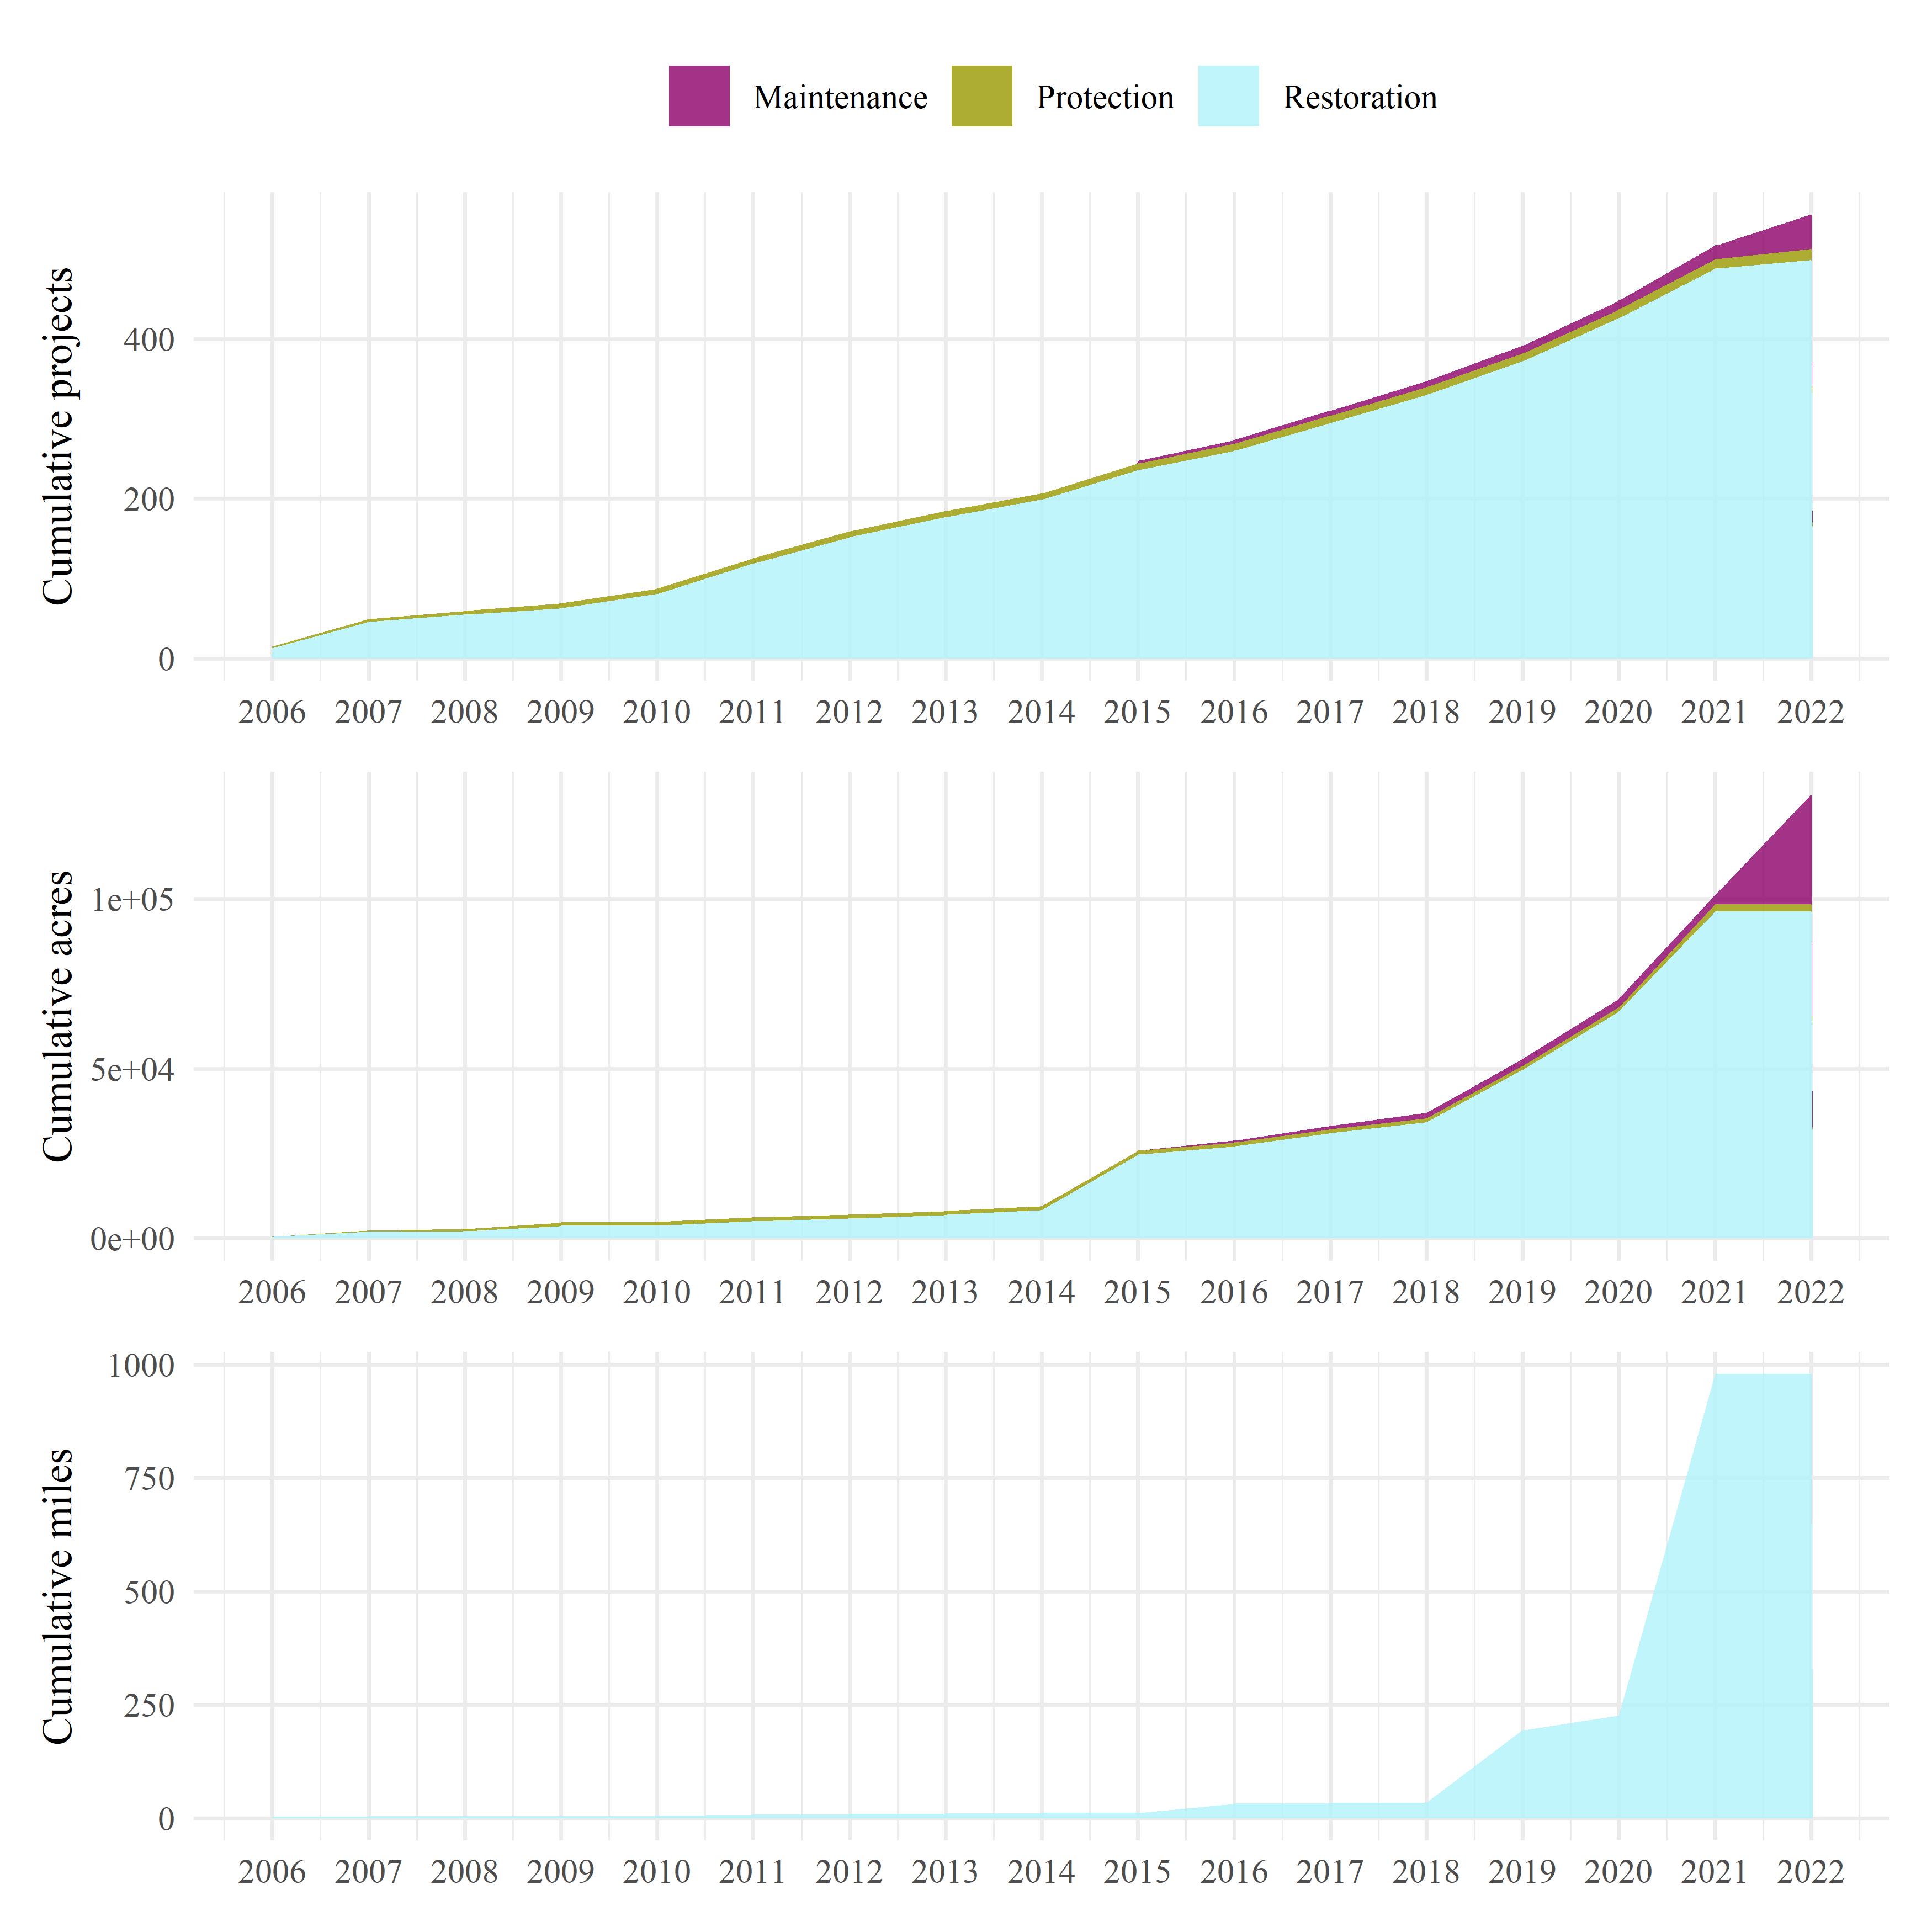 Maintenance Protection Restoration
Cumulative projects
400
200
0
2006 2007 2008 2009 2010 2011 2012 2013 2014 2015 2016 2017 2018 2019 2020 2021 2022
Cumulative acres
1e+05
5e+04
0e+00
2006 2007 2008 2009 2010 2011 2012 2013 2014 2015 2016 2017 2018 2019 2020 2021 2022
Cumulative miles
1000
750
500
250
0
2006 2007 2008 2009 2010 2011 2012 2013 2014 2015 2016 2017 2018 2019 2020 2021 2022